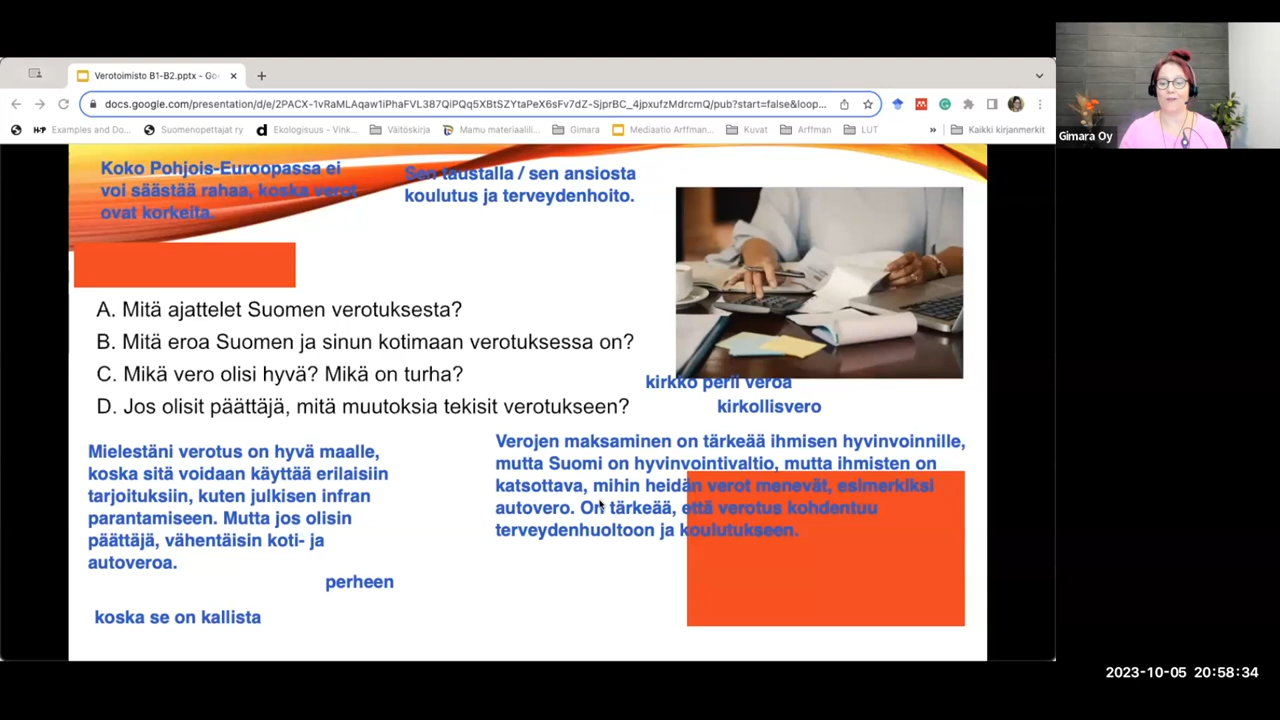 Verotoimisto B1-B2.pptx - Go
docs.google.com/presentation/d/e/2PACX-1vRaMLAqaw1iPhaFVL387QiPQq5XBtSZYtaPeX6sFv7dZ-SjprBC_4jpxufzMdrcmQ/pub?start=false&loop...
Examples and Do... Suomenopettajat ry Ekologisuus - Vink... Väitöskirja Mamu materiaalil... Gimara Mediaatio Arffman... Kuvat Arffman LUT » Kaikki kirjanmerkit
Gimara Oy
Koko Pohjois-Euroopassa ei
voi säästää rahaa, koska verot
ovat korkeita.
Sen taustalla / sen ansiosta
koulutus ja terveydenhoito.
A. Mitä ajattelet Suomen verotuksesta?
B. Mitä eroa Suomen ja sinun kotimaan verotuksessa on?
C. Mikä vero olisi hyvä? Mikä on turha?
D. Jos olisit päättäjä, mitä muutoksia tekisit verotukseen?
kirkko perii veroa
kirkollisvero
Mielestäni verotus on hyvä maalle,
koska sitä voidaan käyttää erilaisiin
tarjoituksiin, kuten julkisen infran
parantamiseen. Mutta jos olisin
päättäjä, vähentäisin koti- ja
autoveroa.
perheen
koska se on kallista
Verojen maksaminen on tärkeää ihmisen hyvinvoinnille,
mutta Suomi on hyvinvointivaltio, mutta ihmisten on
katsottava, mihin heidän verot menevät, esimerkiksi
autovero. On tärkeää, että verotus kohdentuu
terveydenhuoltoon ja koulutukseen.
2023-10-05 20:58:34